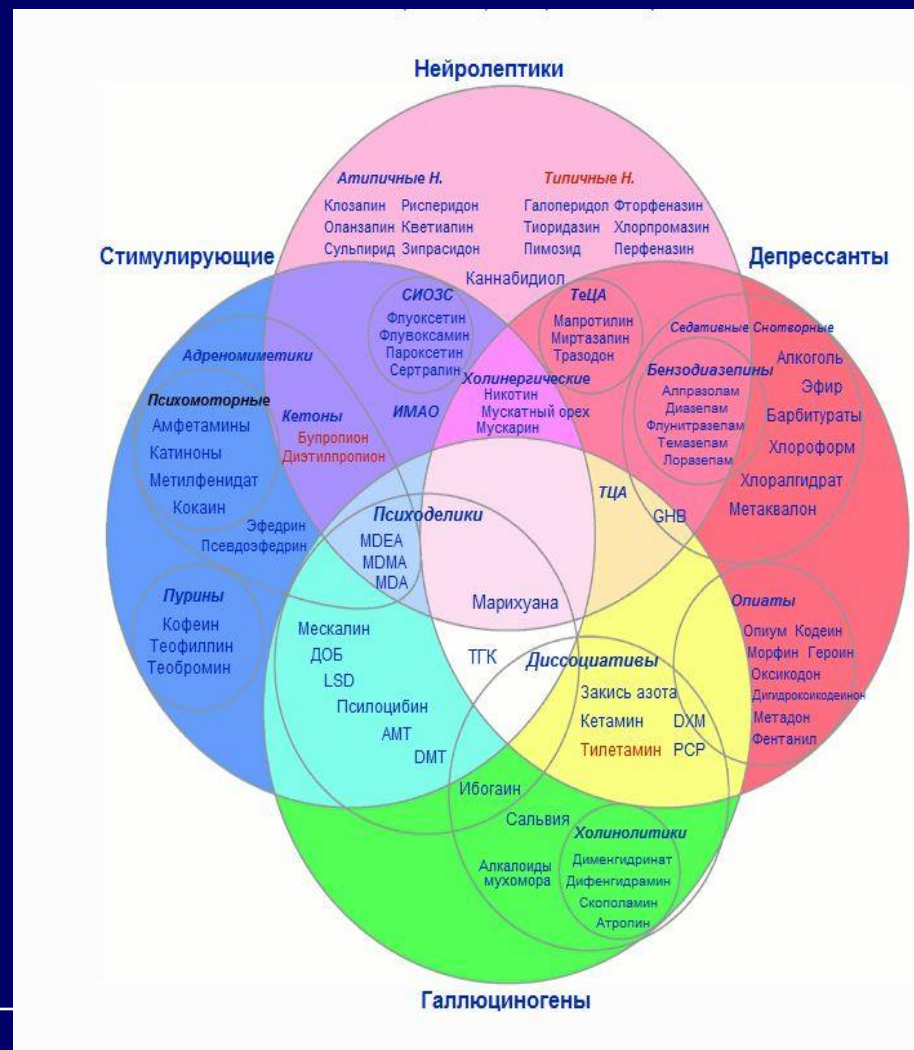 Нейролептики
Атипичные Н.
Типичные Н.
Клозапин Рисперидон
Оланзапин Кветиапин
Сульпирид Зипрасидон
Галоперидол Фторфеназин
Тиоридазин Хлорпромазин
Пимозид Перфеназин
Каннабидиол
Стимулирующие
Депрессанты
СИОЗС
Флуоксетин
Флувоксамин
Пароксетин
Сертралин
ТеЦА
Мапротилин
Миртазапин
Тразодон
Седативные Снотворные
Алкоголь
Эфир
Барбитураты
Хлороформ
Хлоралгидрат
Метаквалон
Бензодиазепины
Алпразолам
Диазепам
Флунитразепам
Темазепам
Лоразепам
Адреномиметики
Психомоторные
Амфетамины
Катиноны
Метилфенидат
Кокаин
Эфедрин
Псевдоэфедрин
Кетоны
Бупропион
Диэтилпропион
ИМАО
Холинергические
Никотин
Мускатный орех
Мускарин
ТЦА
GHB
Психоделики
MDEA
MDMA
MDA
Марихуана
Пурины
Кофеин
Теофиллин
Теобромин
Мескалин
ДОБ
LSD
Псилоцибин
АМТ
DMT
ТГК
Диссоциативы
Закись азота
Кетамин DXM
Тилетамин PCP
Опиаты
Опиум Кодеин
Морфин Героин
Оксикодон
Дигидроксикодеинон
Метадон
Фентанил
Ибогаин
Сальвия
Алкалоиды
мухомора
Холинолитики
Дименгидринат
Дифенгидрамин
Скополамин
Атропин
Галлюциногены